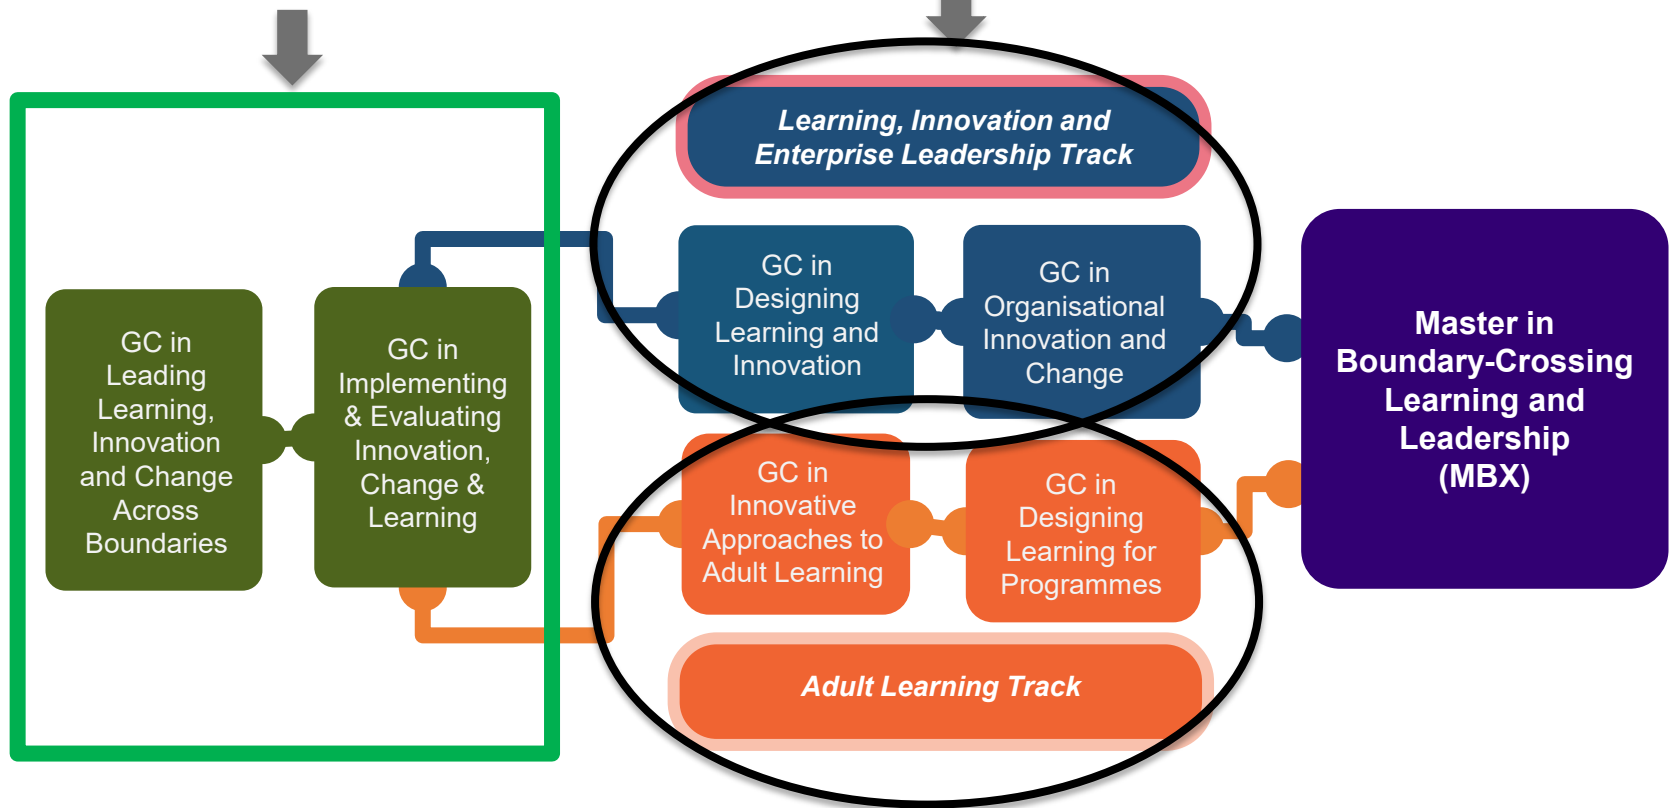 Learning, Innovation and
Enterprise Leadership Track
GC in
Leading
Learning,
Innovation
and Change
Across
Boundaries
GC in
Implementing
& Evaluating
Innovation,
Change &
Learning
GC in
Designing
Learning and
Innovation
GC in
Organisational
Innovation and
Change
GC in
Innovative
Approaches to
Adult Learning
GC in
Designing
Learning for
Programmes
Adult Learning Track
Master in
Boundary-Crossing
Learning and
Leadership
(MBX)